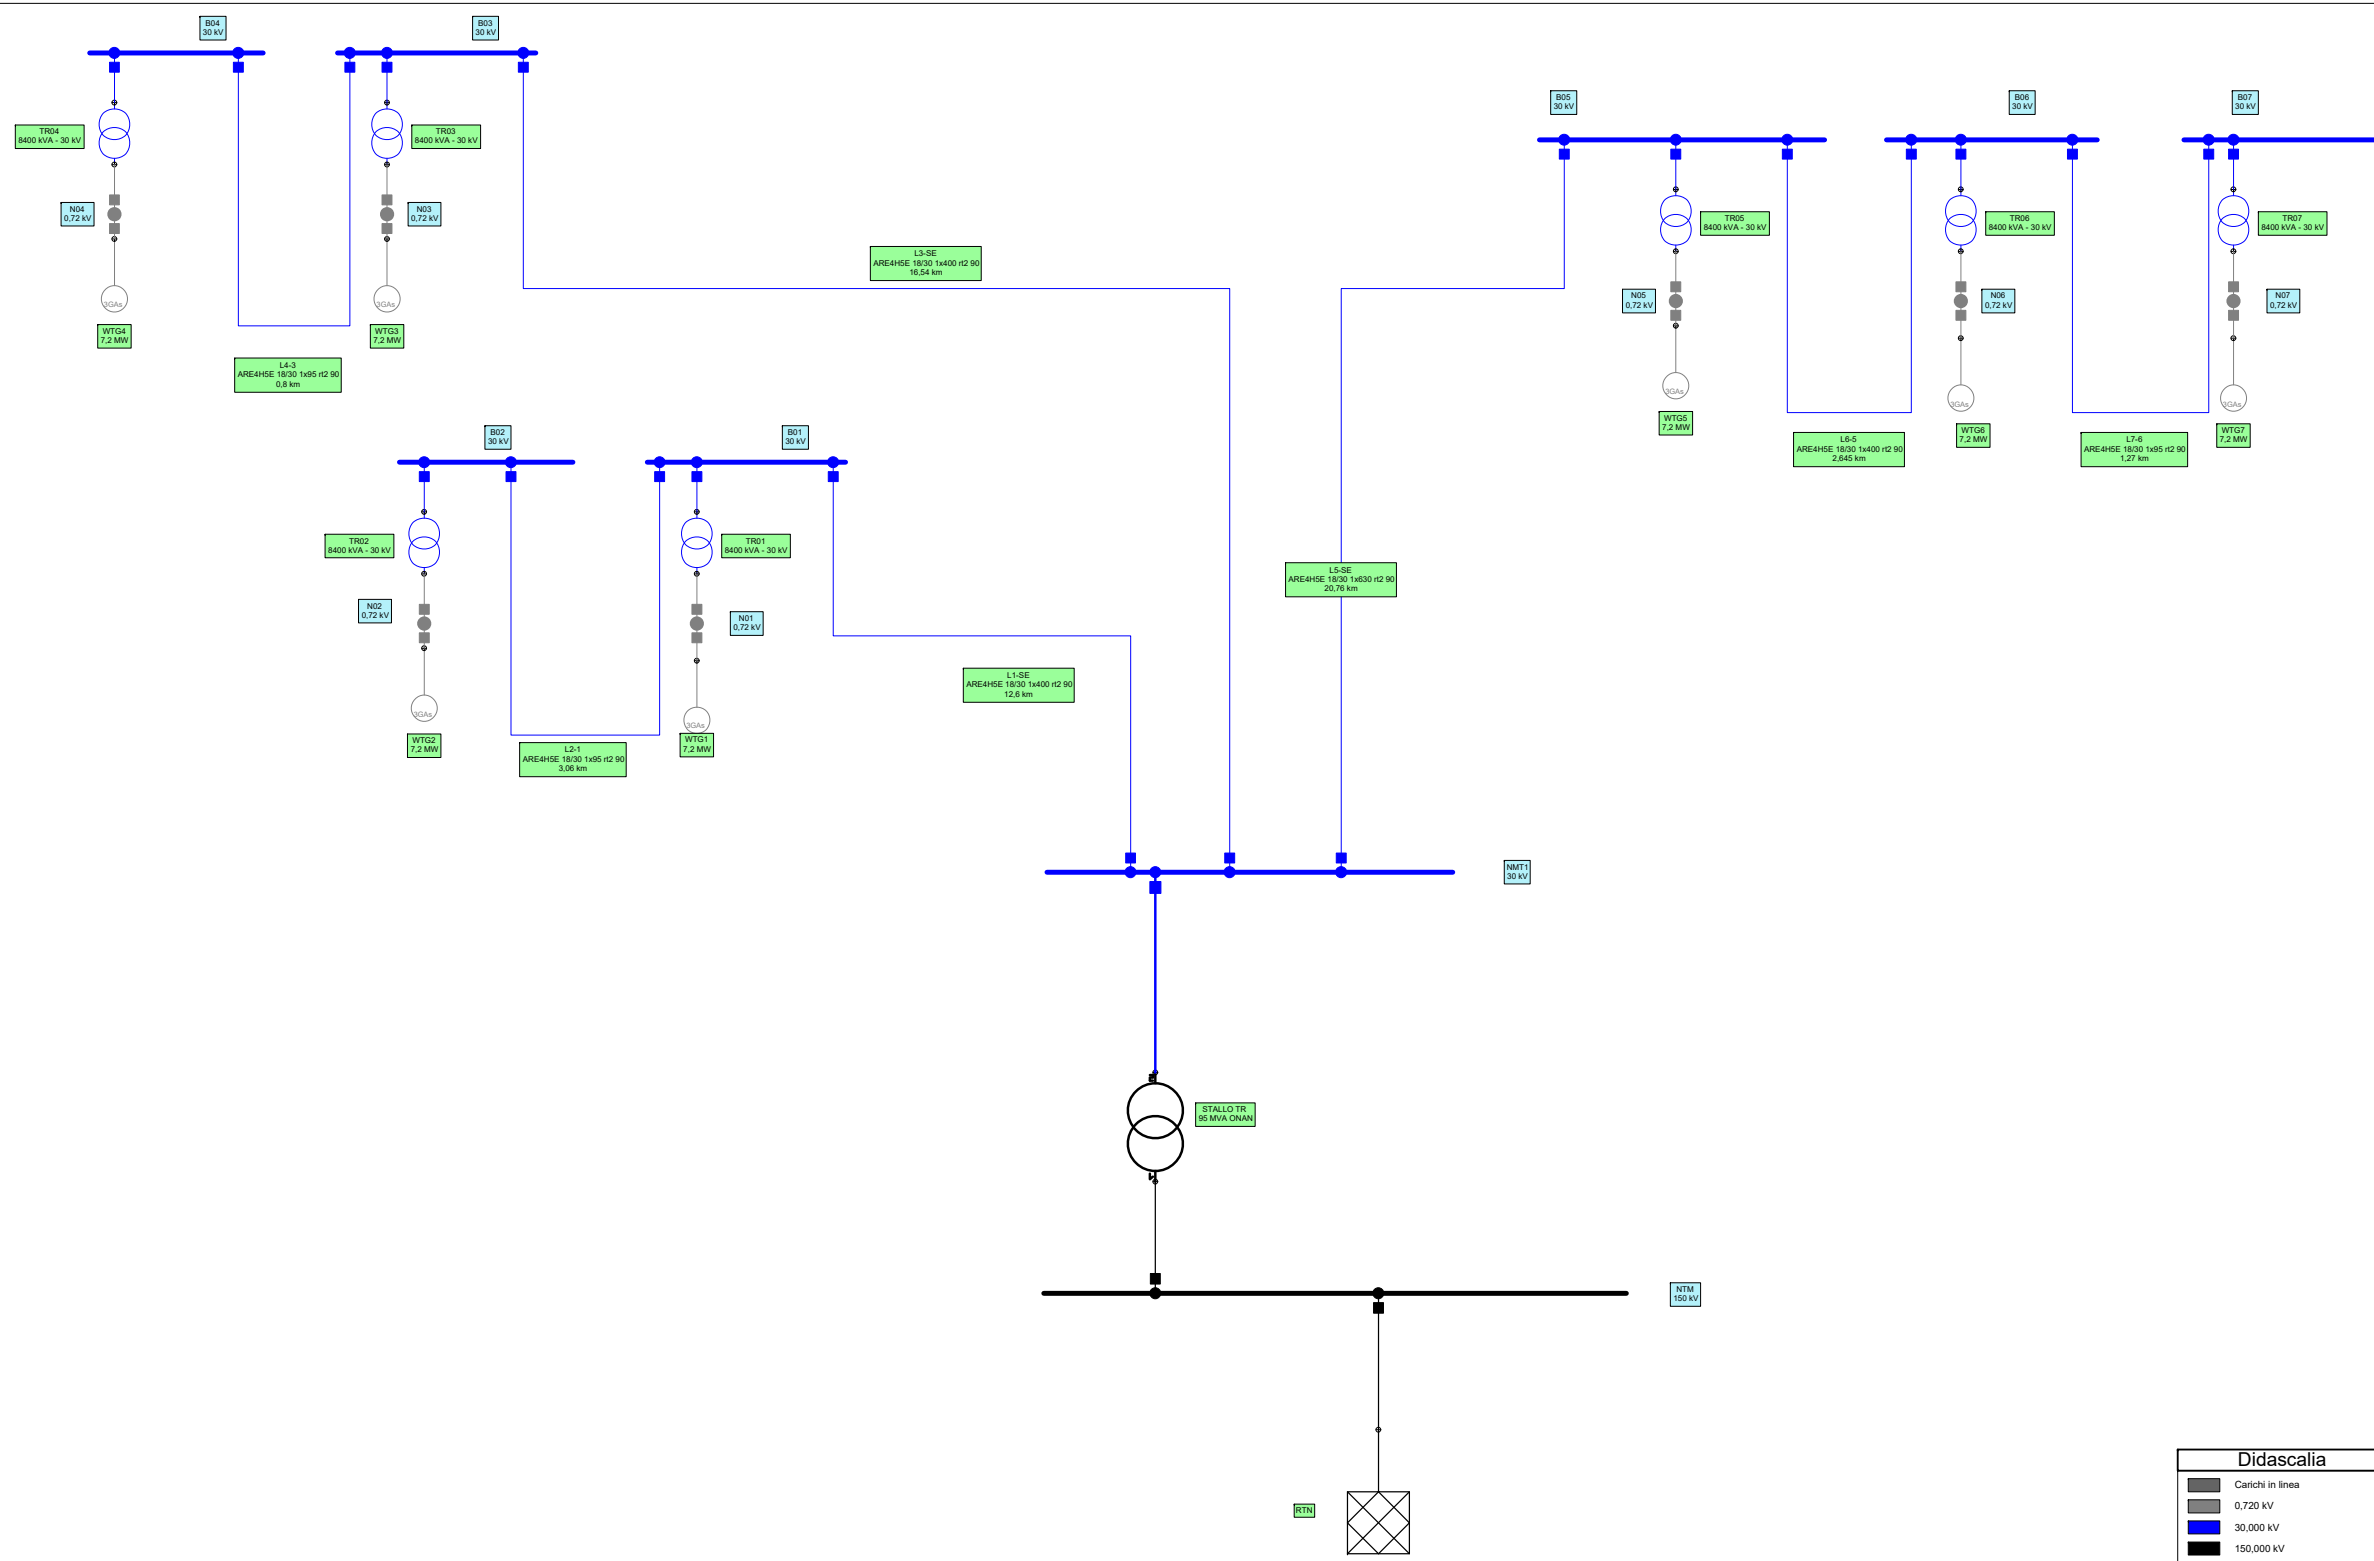 B04
30 kV
B03
30 kV
TR04
8400 kVA - 30 kV
TR03
8400 kVA - 30 kV
N04
0,72 kV
N03
0,72 kV
3GAs
3GAs
WTG4
7,2 MW
WTG3
7,2 MW
L4-3
ARE4H5E 18/30 1x95 rt2 90
0,8 km
L3-SE
ARE4H5E 18/30 1x400 rt2 90
16,54 km
B05
30 kV
B06
30 kV
B07
30 kV
TR05
8400 kVA - 30 kV
TR06
8400 kVA - 30 kV
TR07
8400 kVA - 30 kV
N05
0,72 kV
N06
0,72 kV
N07
0,72 kV
3GAs
3GAs
3GAs
WTG5
7,2 MW
WTG6
7,2 MW
WTG7
7,2 MW
L6-5
ARE4H5E 18/30 1x400 rt2 90
2,645 km
L7-6
ARE4H5E 18/30 1x95 rt2 90
1,27 km
B02
30 kV
B01
30 kV
TR02
8400 kVA - 30 kV
TR01
8400 kVA - 30 kV
N02
0,72 kV
N01
0,72 kV
3GAs
3GAs
WTG2
7,2 MW
WTG1
7,2 MW
L2-1
ARE4H5E 18/30 1x95 rt2 90
3,06 km
L1-SE
ARE4H5E 18/30 1x400 rt2 90
12,6 km
L5-SE
ARE4H5E 18/30 1x630 rt2 90
20,76 km
NMT1
30 kV
2
STALLO TR
95 MVA ONAN
1
NTM
150 kV
RTN
Didascalia
Carichi in linea
0,720 kV
30,000 kV
150,000 kV